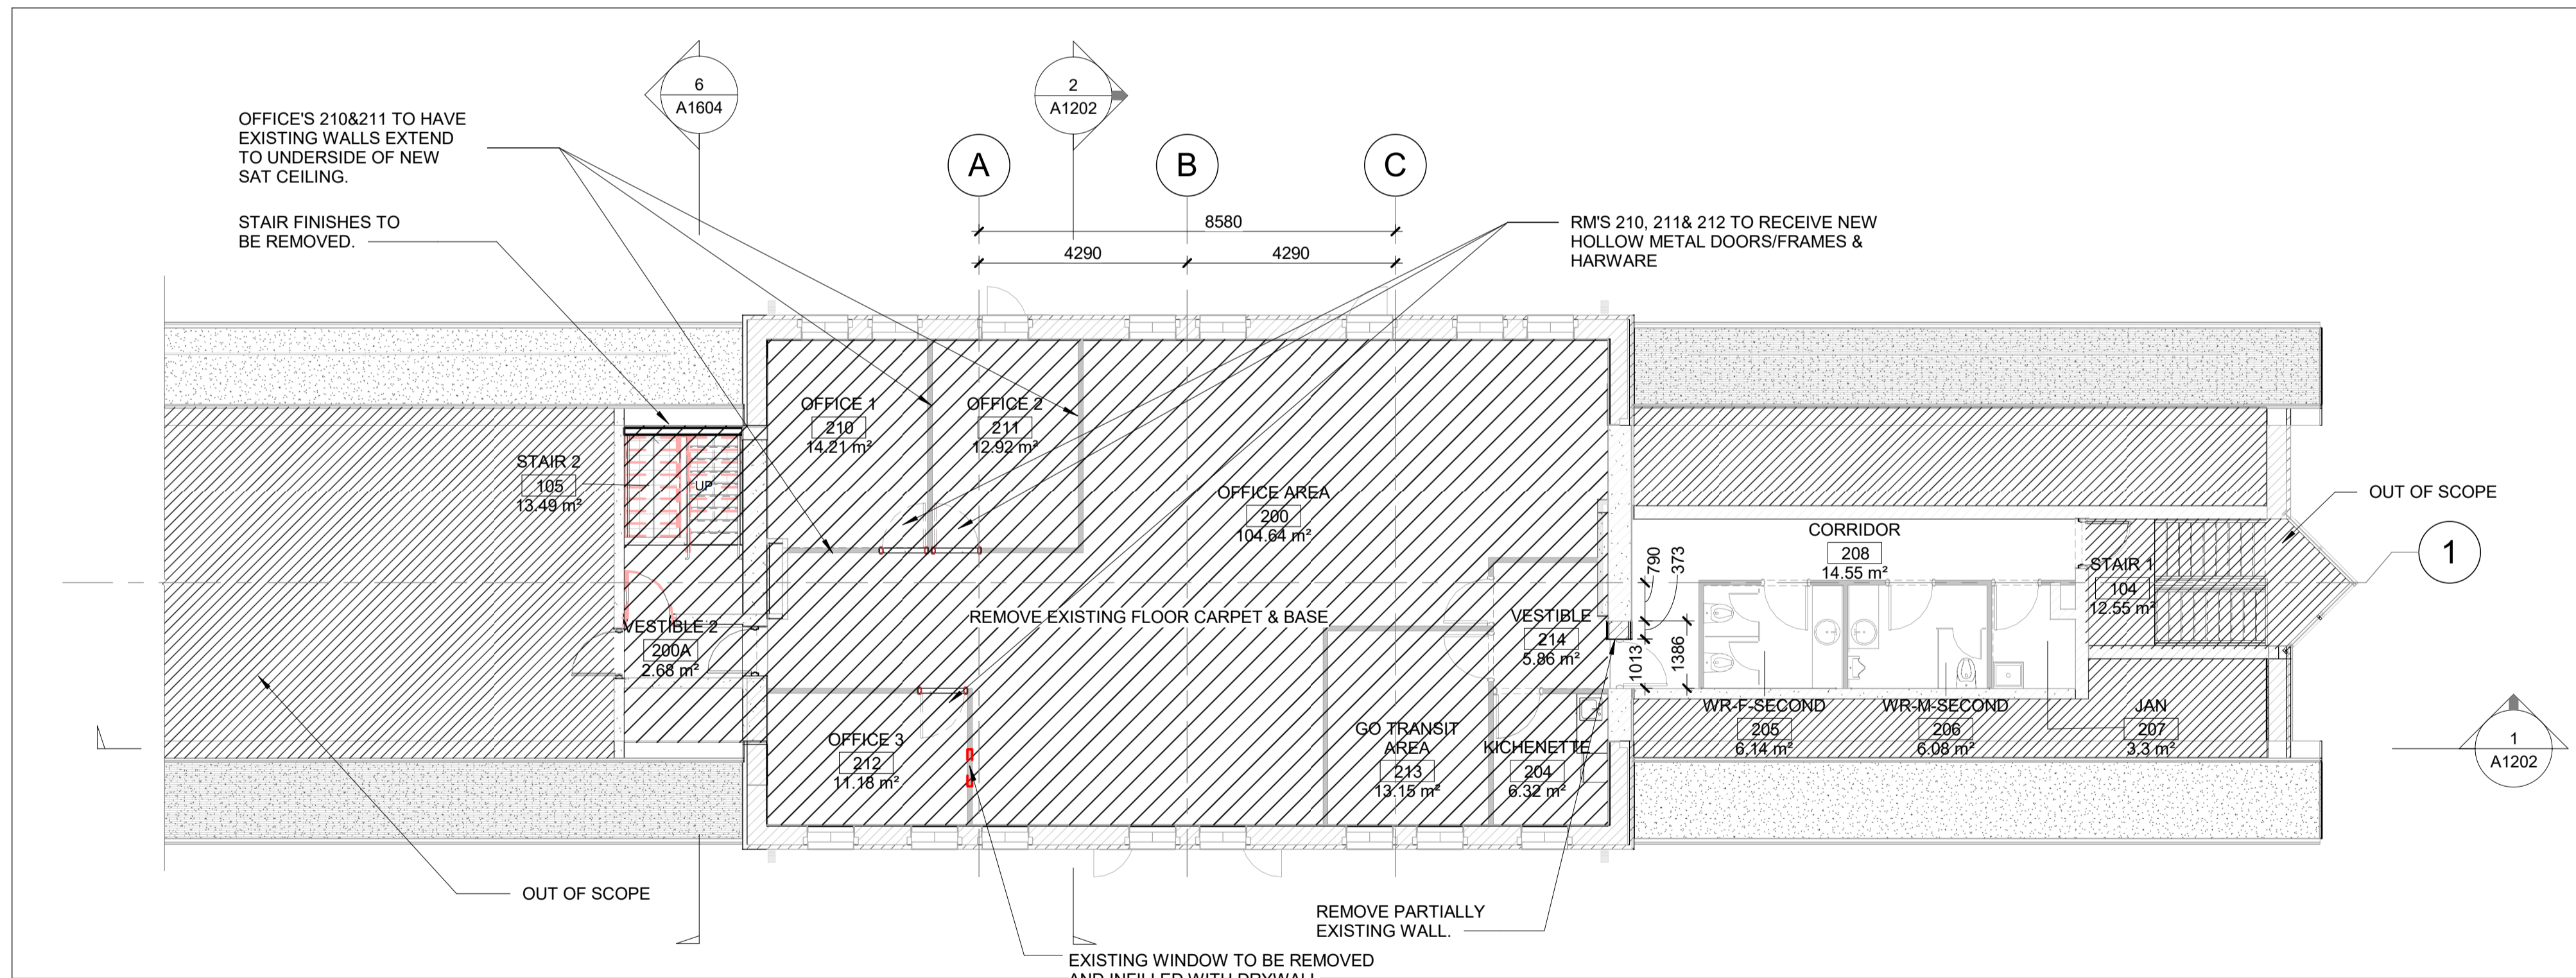 6
A1604
2
A1202
OFFICE'S 210&211 TO HAVE
EXISTING WALLS EXTEND
TO UNDERSIDE OF NEW
SAT CEILING.
STAIR FINISHES TO
BE REMOVED.
A
B
C
8580
4290
4290
RM'S 210, 211& 212 TO RECEIVE NEW
HOLLOW METAL DOORS/FRAMES &
HARWARE
OFFICE 1
210
14.21 m²
OFFICE 2
211
12.92 m²
STAIR 2
105
13.49 m²
UP
OFFICE AREA
200
104.64 m²
OUT OF SCOPE
CORRIDOR
208
14.55 m²
790
373
1
STAIR 1
104
12.55 m²
REMOVE EXISTING FLOOR CARPET & BASE
VESTIBLE
214
5.86 m²
VESTIBLE 2
200A
2.68 m²
1013
1386
WR-F-SECOND
205
6.14 m²
WR-M-SECOND
206
6.08 m²
JAN
207
3.3 m²
OFFICE 3
212
11.18 m²
GO TRANSIT
AREA
213
13.15 m²
KICHENETTE
204
6.32 m²
1
A1202
OUT OF SCOPE
REMOVE PARTIALLY
EXISTING WALL.
EXISTING WINDOW TO BE REMOVED
AND INFILLED WITH DRYWALL